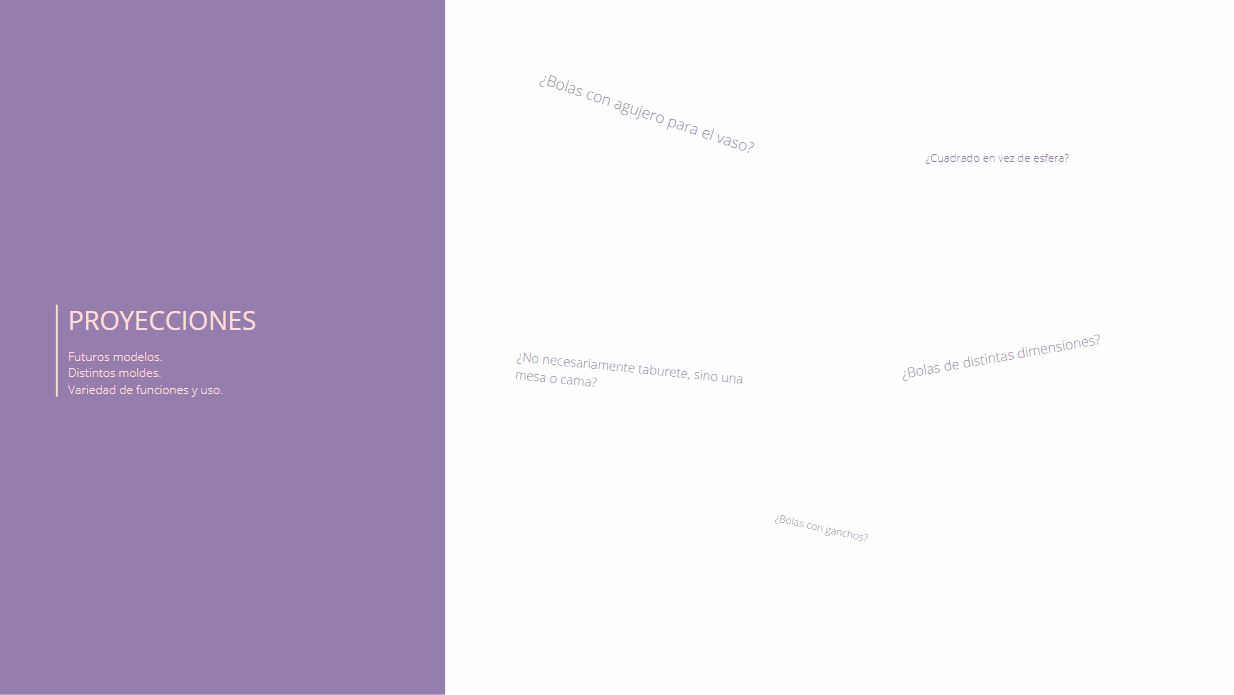 PROYECCIONES
Futuros modelos.
Distintos moldes.
Variedad de funciones y uso.
¿Bolas con agujero para el vaso?
¿Cuadrado en vez de esfera?
¿No necesariamente taburete, sino una
mesa o cama?
¿Bolas de distintas dimensiones?
¿Bolas con ganchos?